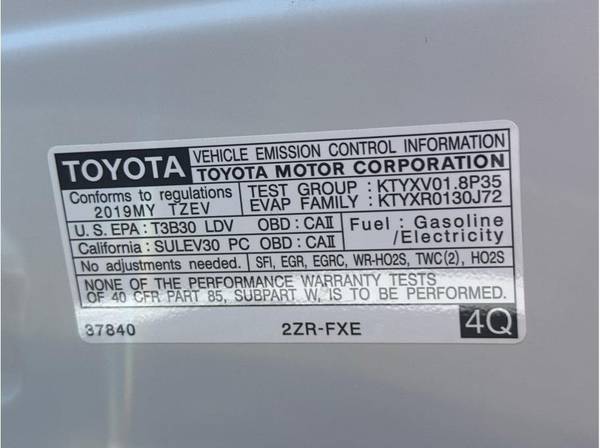 TOYOTA VEHICLE EMISSION CONTROL INFORMATION
TOYOTA MOTOR CORPORATION
Conforms to regulations
2019MY TZEV
TEST GROUP : KTYXV01.8P35
EVAP FAMILY : KTYXR0130J72
U.S. EPA : T3B30 LDV OBD : CAII
California : SULEV30 PC OBD : CAII
Fuel : Gasoline
/Electricity
No adjustments needed. SFI, EGR, EGRC, WR-HO2S, TWC(2), HO2S
NONE OF THE PERFORMANCE WARRANTY TESTS
OF 40 CFR PART 85, SUBPART W, IS TO BE PERFORMED.
37840 2ZR-FXE 4Q